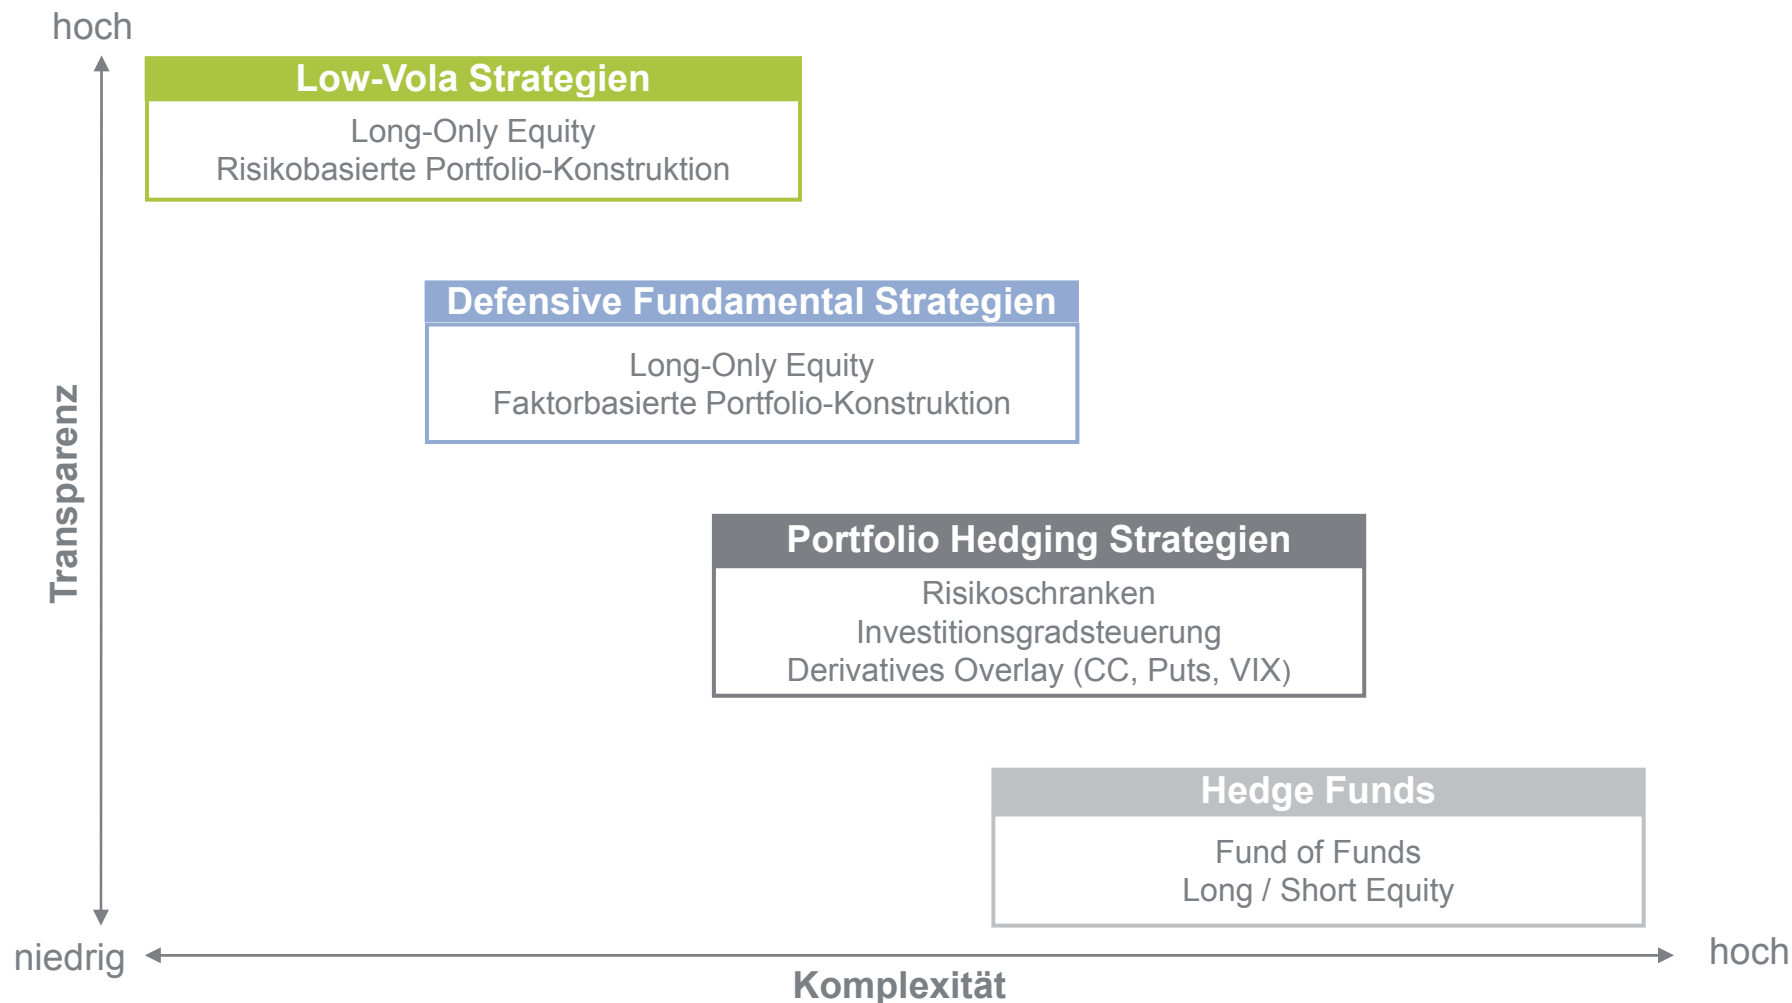 hoch
Low-Vola Strategien
Long-Only Equity
Risikobasierte Portfolio-Konstruktion
Defensive Fundamental Strategien
Long-Only Equity
Faktorbasierte Portfolio-Konstruktion
Transparenz
Portfolio Hedging Strategien
Risikoschranken
Investitionsgradsteuerung
Derivatives Overlay (CC, Puts, VIX)
Hedge Funds
Fund of Funds
Long / Short Equity
niedrig
hoch
Komplexität